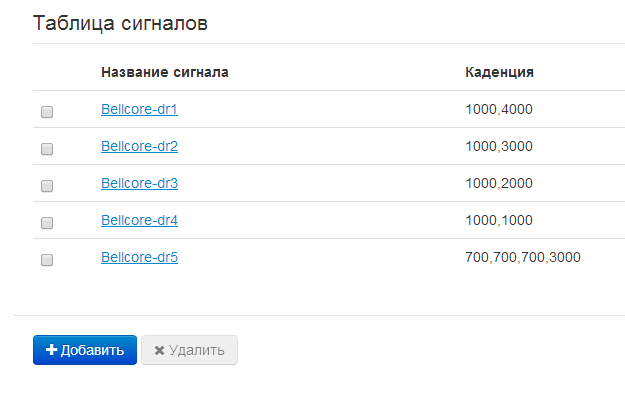 Таблица сигналов
Название сигнала Каденция
Bellcore-dr1 1000,4000
Bellcore-dr2 1000,3000
Bellcore-dr3 1000,2000
Bellcore-dr4 1000,1000
Bellcore-dr5 700,700,700,3000
Добавить Удалить